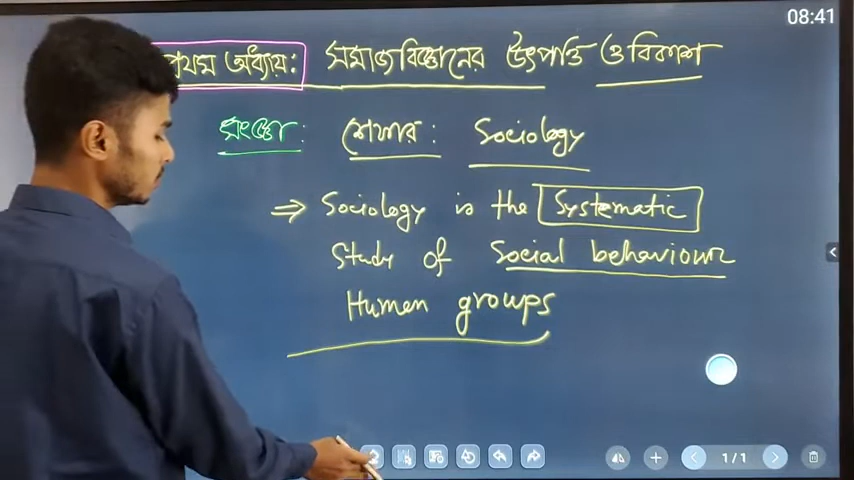 08:41
প্রথম অধ্যায়: সমাজবিজ্ঞানের উৎপত্তি ও বিকাশ
সংজ্ঞা: শেফার: Sociology
⇒ Sociology is the Systematic
Study of Social behaviour
Human groups
1/1